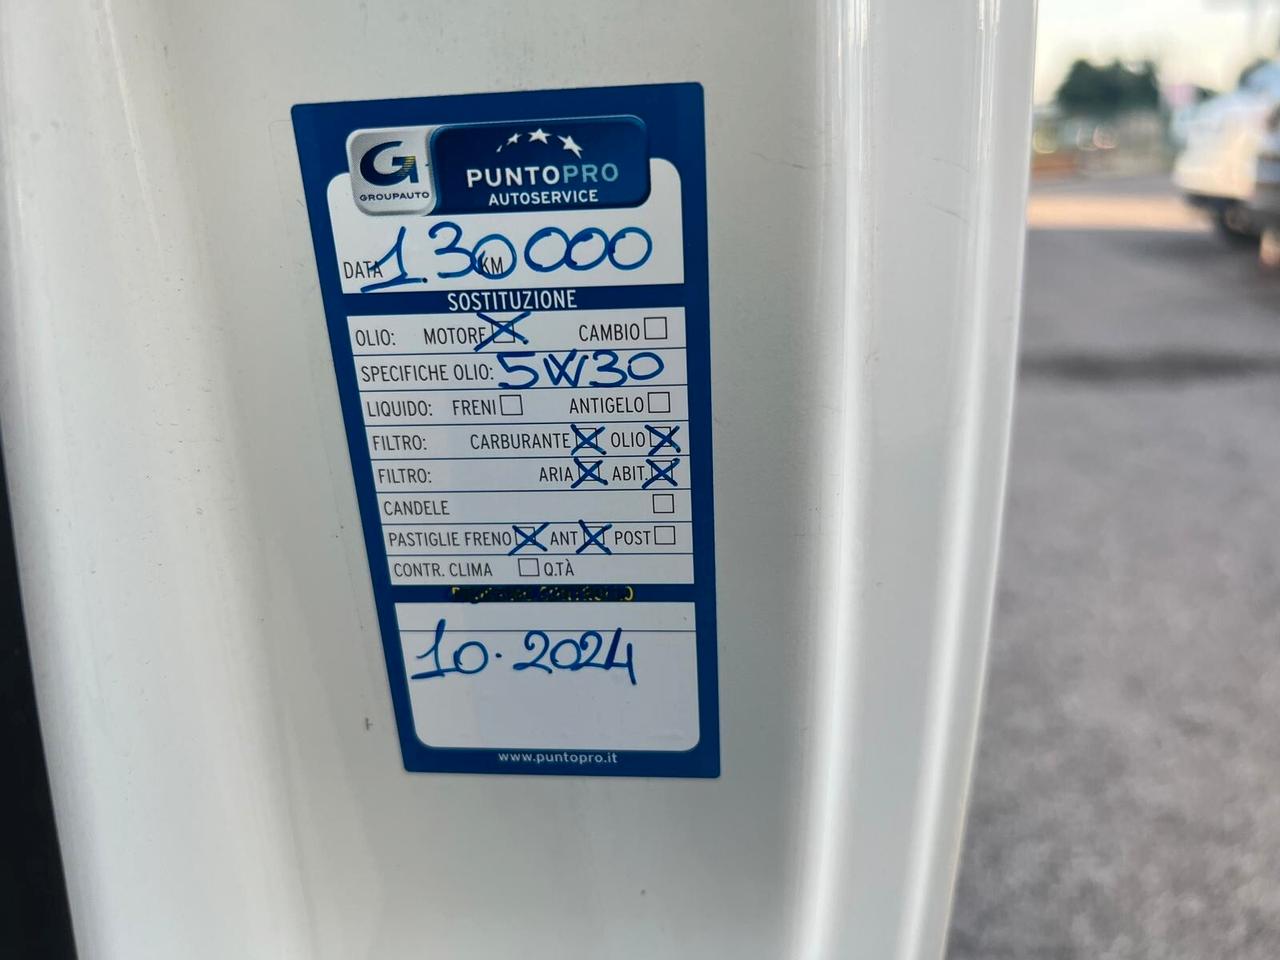 G
GROUPAUTO
PUNTOPRO
AUTOSERVICE
DATA 130000 KM
SOSTITUZIONE
OLIO: MOTORE CAMBIO
SPECIFICHE OLIO: 5W30
LIQUIDO: FRENI ANTIGELO
FILTRO: CARBURANTE OLIO
FILTRO: ARIA ABIT.
CANDELE
PASTIGLIE FRENO ANT POST
CONTR. CLIMA Q.TÀ
10.2024
www.puntopro.it